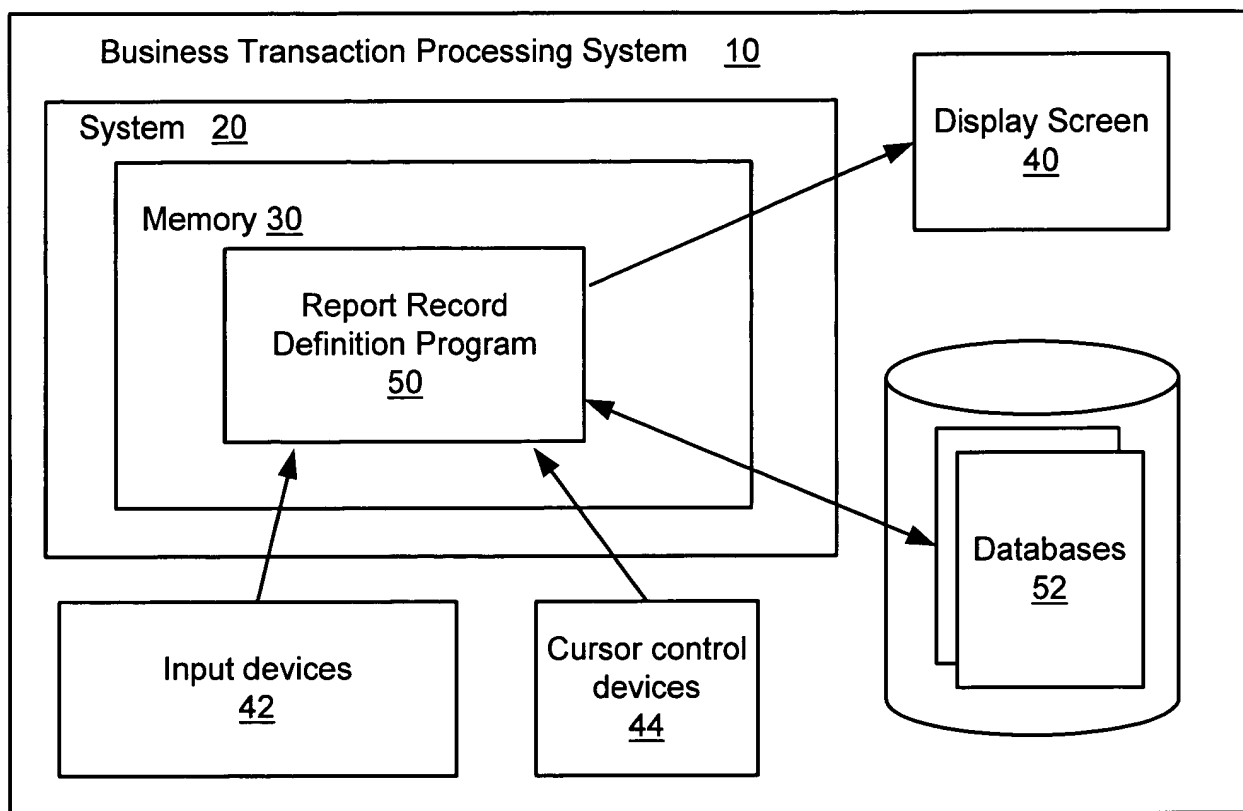 Business Transaction Processing System 10
System 20
Display Screen
40
Memory 30
Report Record
Definition Program
50
Databases
52
Input devices
42
Cursor control
devices
44